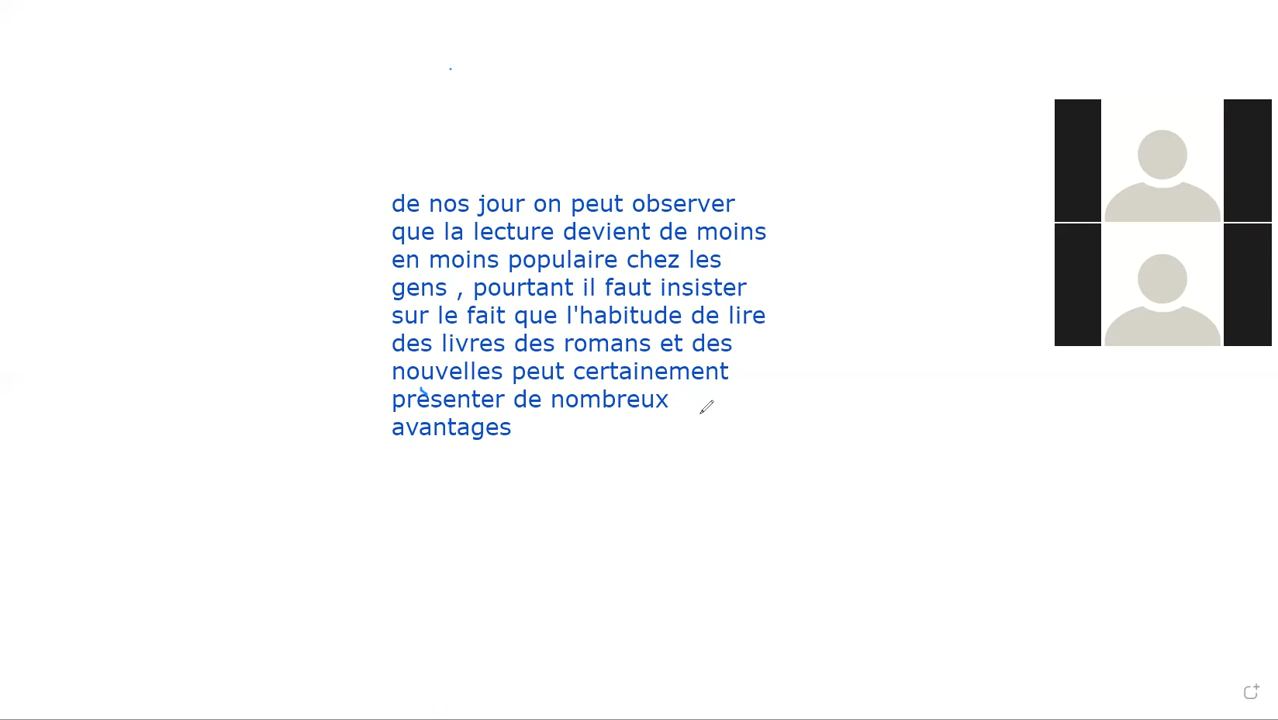 de nos jour on peut observer
que la lecture devient de moins
en moins populaire chez les
gens , pourtant il faut insister
sur le fait que l'habitude de lire
des livres des romans et des
nouvelles peut certainement
présenter de nombreux
avantages